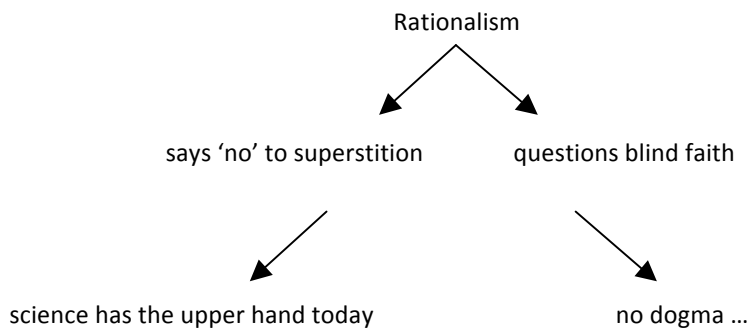 Rationalism
says ‘no’ to superstition
questions blind faith
science has the upper hand today
no dogma …